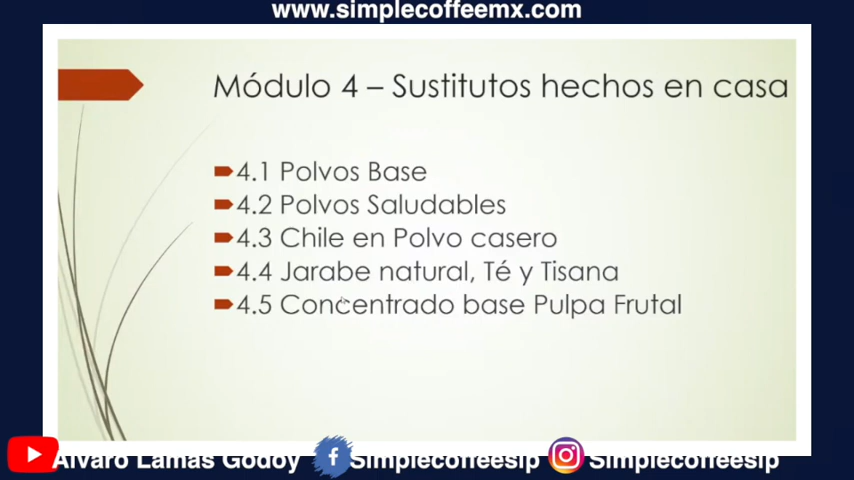 www.simplecoffeemx.com
Módulo 4 – Sustitutos hechos en casa
4.1 Polvos Base
4.2 Polvos Saludables
4.3 Chile en Polvo casero
4.4 Jarabe natural, Té y Tisana
4.5 Concentrado base Pulpa Frutal
Alvaro Lamas Godoy Simplecoffeeslp Simplecoffeeslp